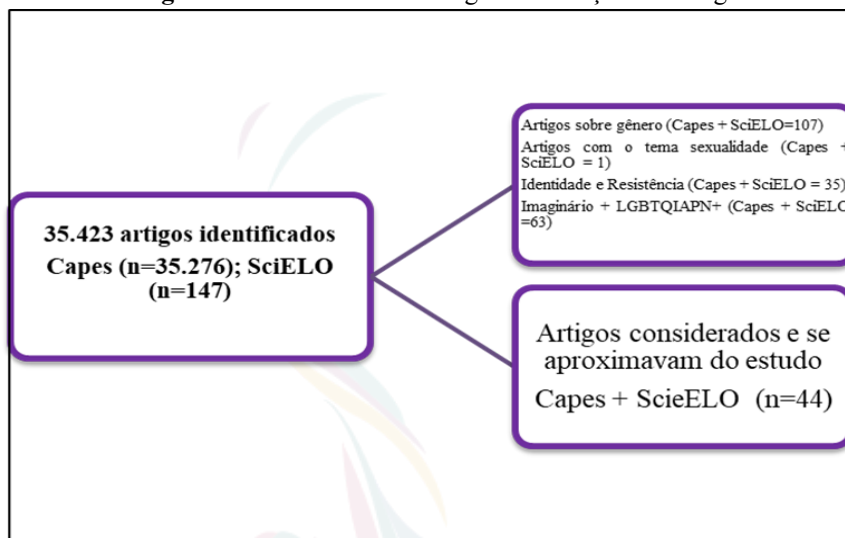 35.423 artigos identificados
Capes (n=35.276); SciELO
(n=147)
Artigos sobre gênero (Capes + SciELO=107)
Artigos com o tema sexualidade (Capes +
SciELO = 1)
Identidade e Resistência (Capes + SciELO = 35)
Imaginário + LGBTQIAPN+ (Capes + SciELO
=63)
Artigos considerados e se
aproximavam do estudo
Capes + ScieELO (n=44)